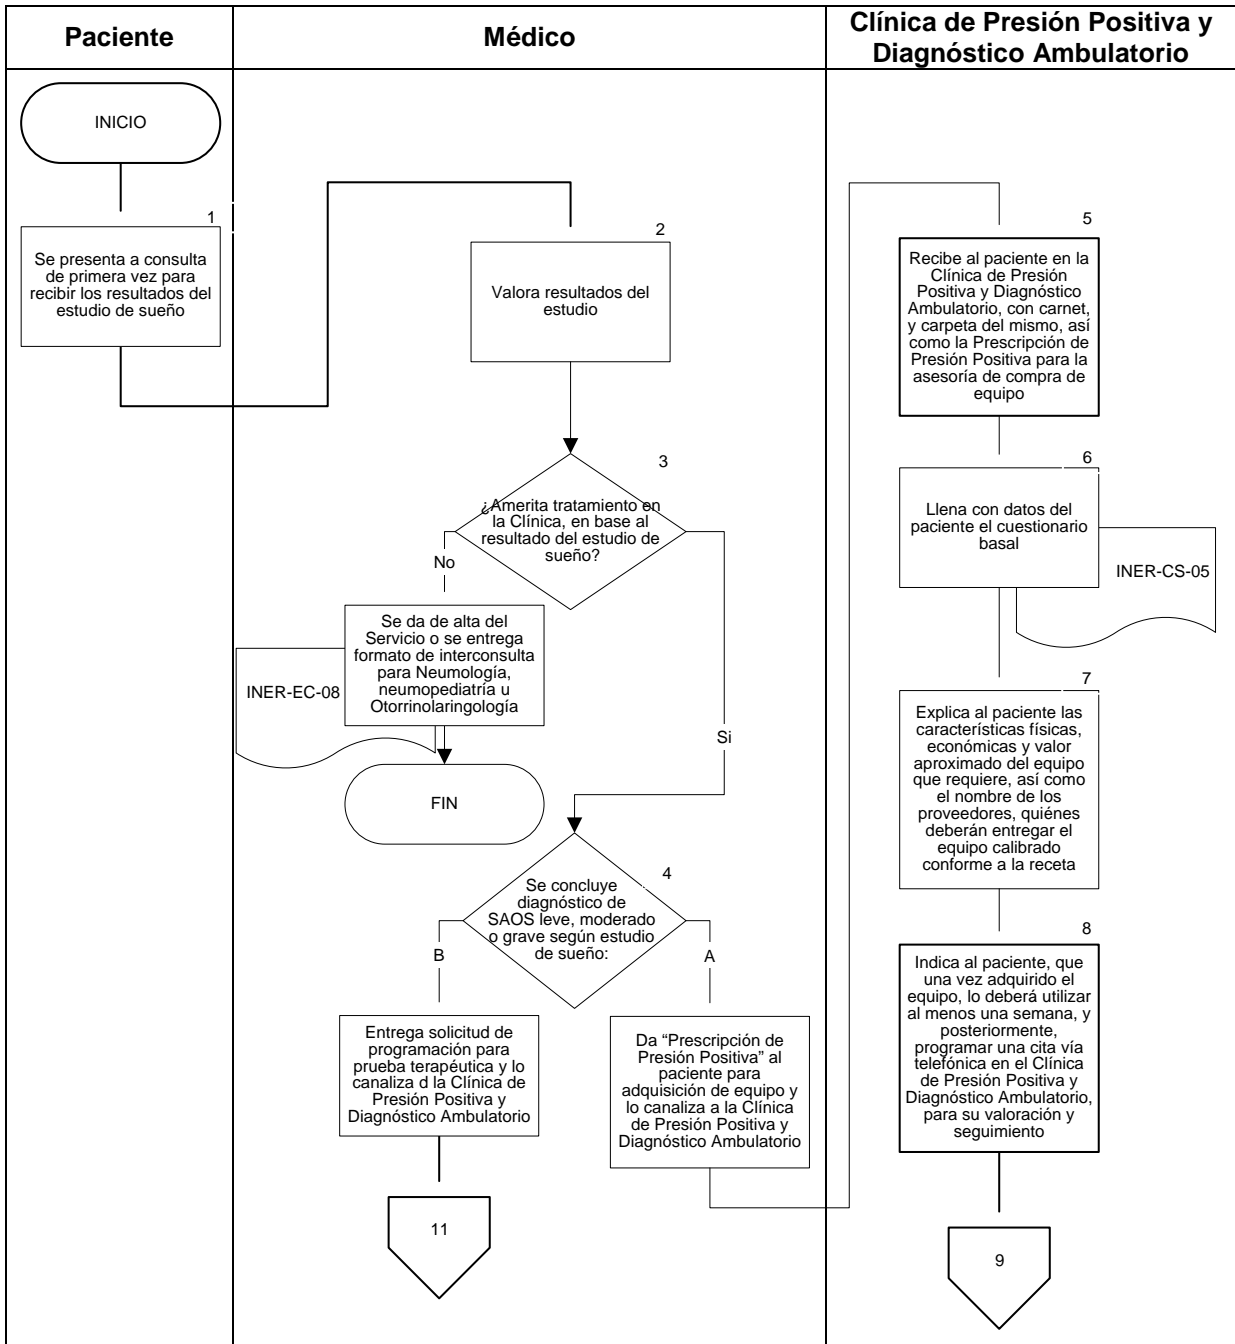 Paciente
Médico
Clínica de Presión Positiva y
Diagnóstico Ambulatorio
INICIO
1
Se presenta a consulta
de primera vez para
recibir los resultados del
estudio de sueño
2
Valora resultados del
estudio
3
¿Amerita tratamiento en
la Clínica, en base al
resultado del estudio de
sueño?
No
Si
Se da de alta del
Servicio o se entrega
formato de interconsulta
para Neumología,
neumopediatría u
Otorrinolaringología
INER-EC-08
FIN
4
Se concluye
diagnóstico de
SAOS leve, moderado
o grave según estudio
de sueño:
B
A
Entrega solicitud de
programación para
prueba terapéutica y lo
canaliza d la Clínica de
Presión Positiva y
Diagnóstico Ambulatorio
11
Da “Prescripción de
Presión Positiva” al
paciente para
adquisición de equipo y
lo canaliza a la Clínica
de Presión Positiva y
Diagnóstico Ambulatorio
5
Recibe al paciente en la
Clínica de Presión
Positiva y Diagnóstico
Ambulatorio, con carnet,
y carpeta del mismo, así
como la Prescripción de
Presión Positiva para la
asesoría de compra de
equipo
6
Llena con datos del
paciente el cuestionario
basal
INER-CS-05
7
Explica al paciente las
características físicas,
económicas y valor
aproximado del equipo
que requiere, así como
el nombre de los
proveedores, quiénes
deberán entregar el
equipo calibrado
conforme a la receta
8
Indica al paciente, que
una vez adquirido el
equipo, lo deberá utilizar
al menos una semana, y
posteriormente,
programar una cita vía
telefónica en el Clínica
de Presión Positiva y
Diagnóstico Ambulatorio,
para su valoración y
seguimiento
9